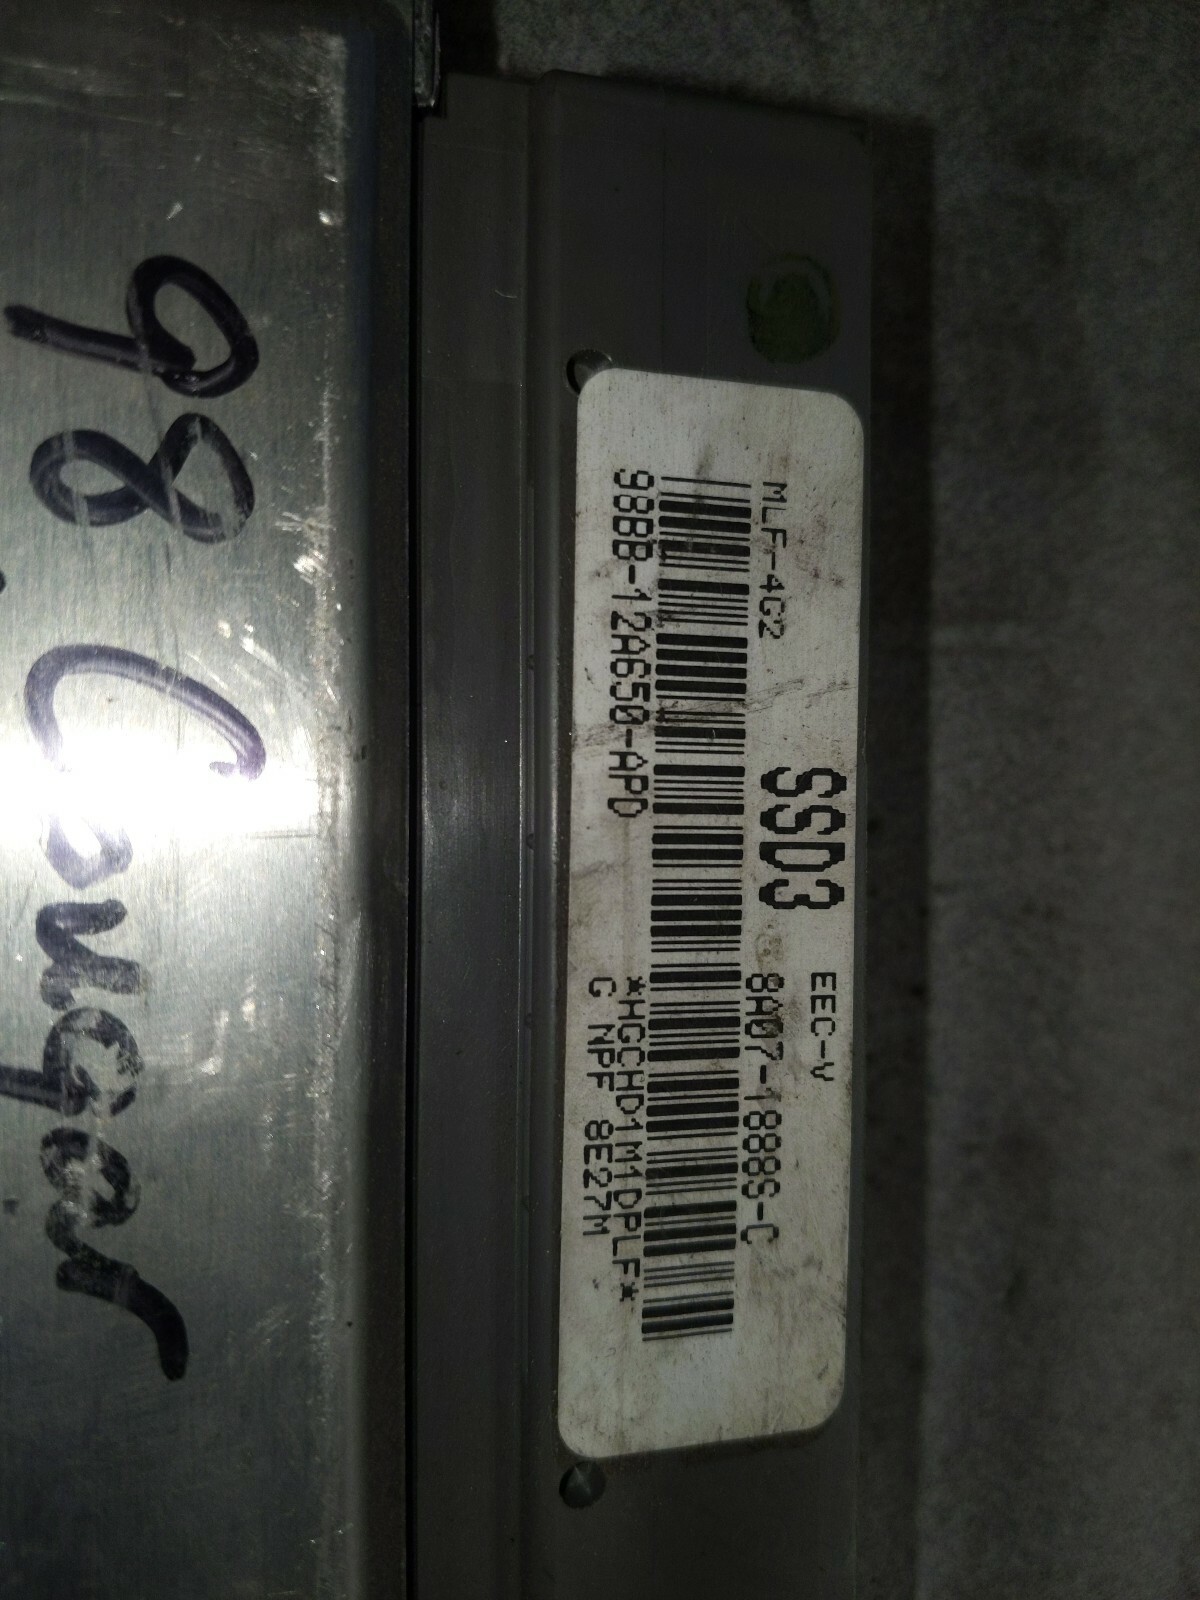 98 Cougar
EEC-V
SSD3
MLF-4G2
8A07-1888S-C
98BB-12A650-APD
*HGCHD1M1DPLF*
G NPF 8E27M